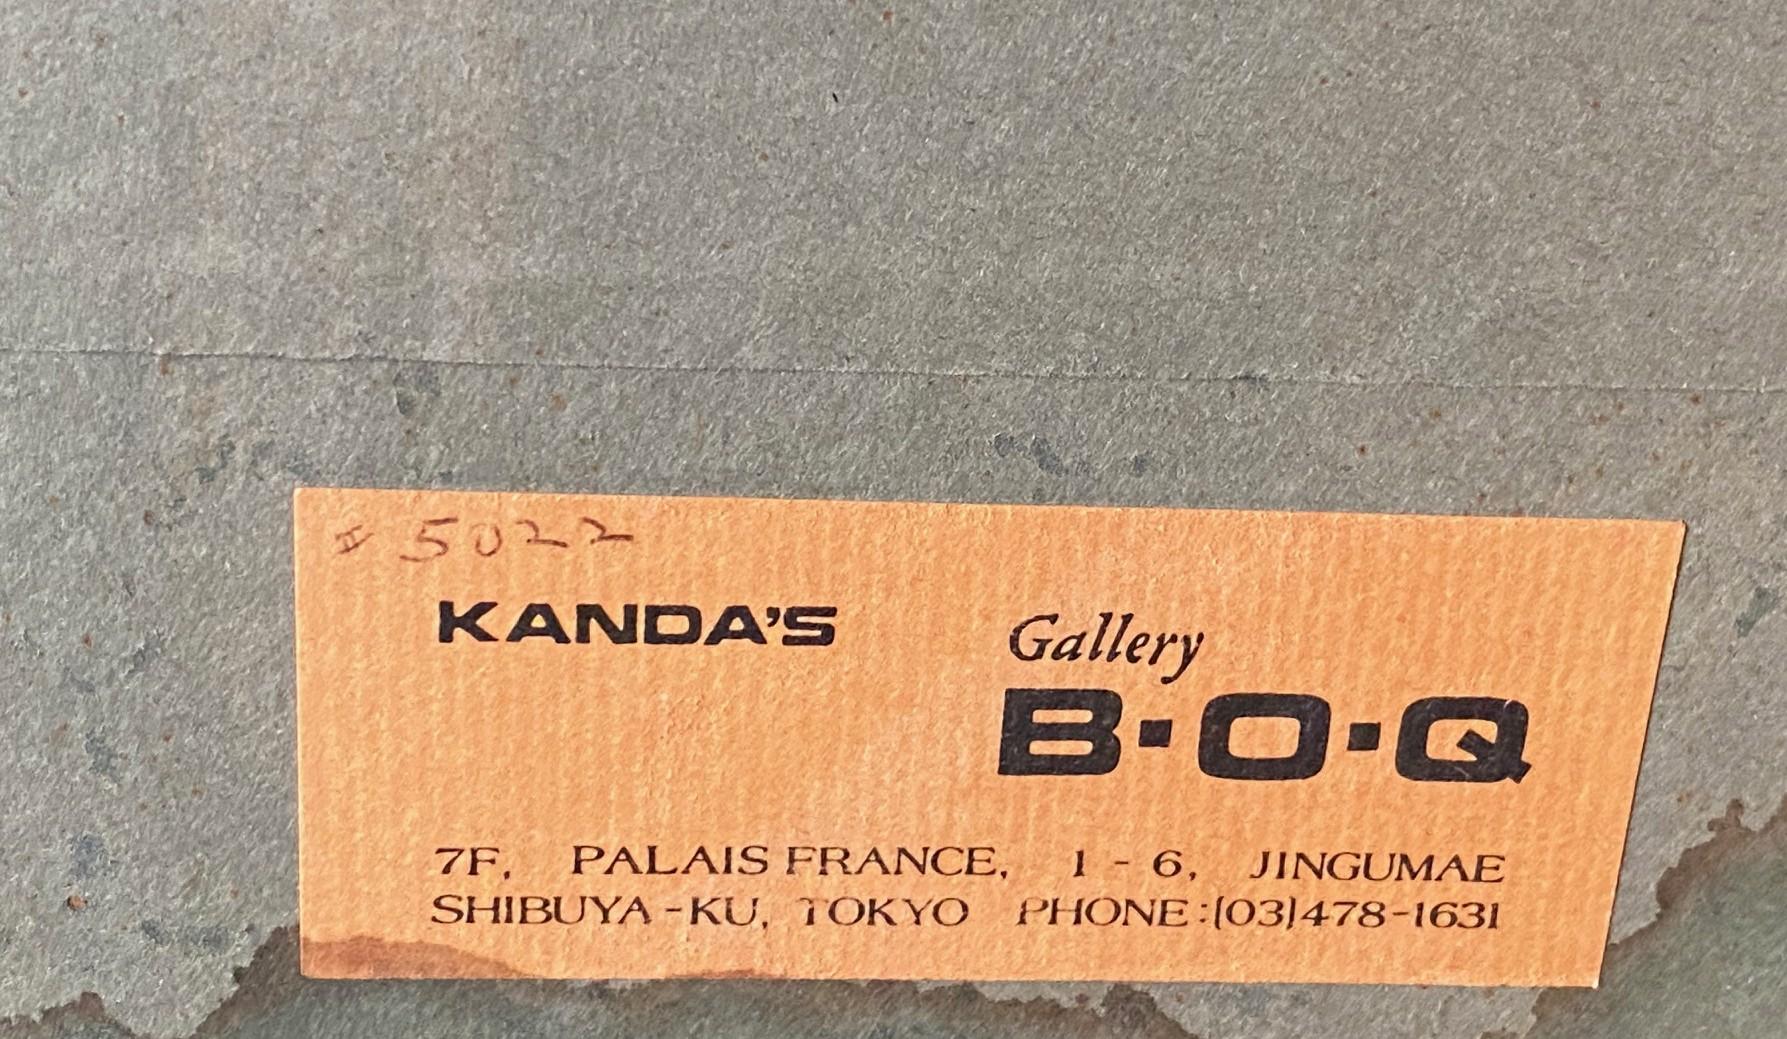 # 5022
KANDA'S
Gallery
B·O·Q
7F, PALAIS FRANCE, 1 - 6, JINGUMAE
SHIBUYA-KU, TOKYO PHONE:(03)478-1631